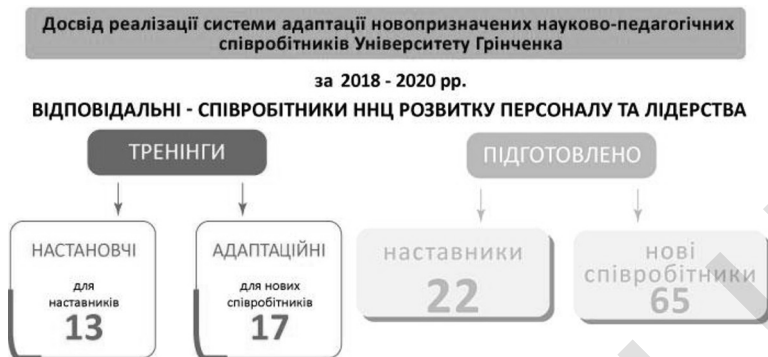 Досвід реалізації системи адаптації новопризначених науково-педагогічних
співробітників Університету Грінченка
за 2018 - 2020 рр.
ВІДПОВІДАЛЬНІ - СПІВРОБІТНИКИ ННЦ РОЗВИТКУ ПЕРСОНАЛУ ТА ЛІДЕРСТВА
ТРЕНІНГИ
НАСТАНОВЧІ
для
наставників
13
АДАПТАЦІЙНІ
для нових
співробітників
17
ПІДГОТОВЛЕНО
наставники
22
нові
співробітники
65